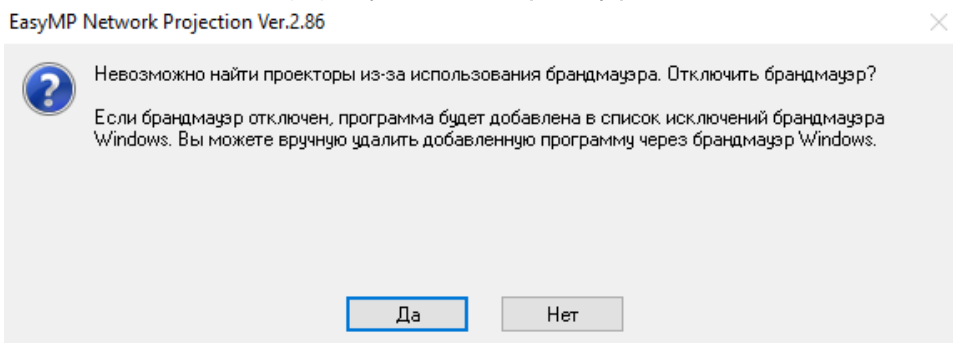 EasyMP Network Projection Ver.2.86
Невозможно найти проекторы из-за использования брандмауэра. Отключить брандмауэр?
Если брандмауэр отключен, программа будет добавлена в список исключений брандмауэра
Windows. Вы можете вручную удалить добавленную программу через брандмауэр Windows.
Да
Нет